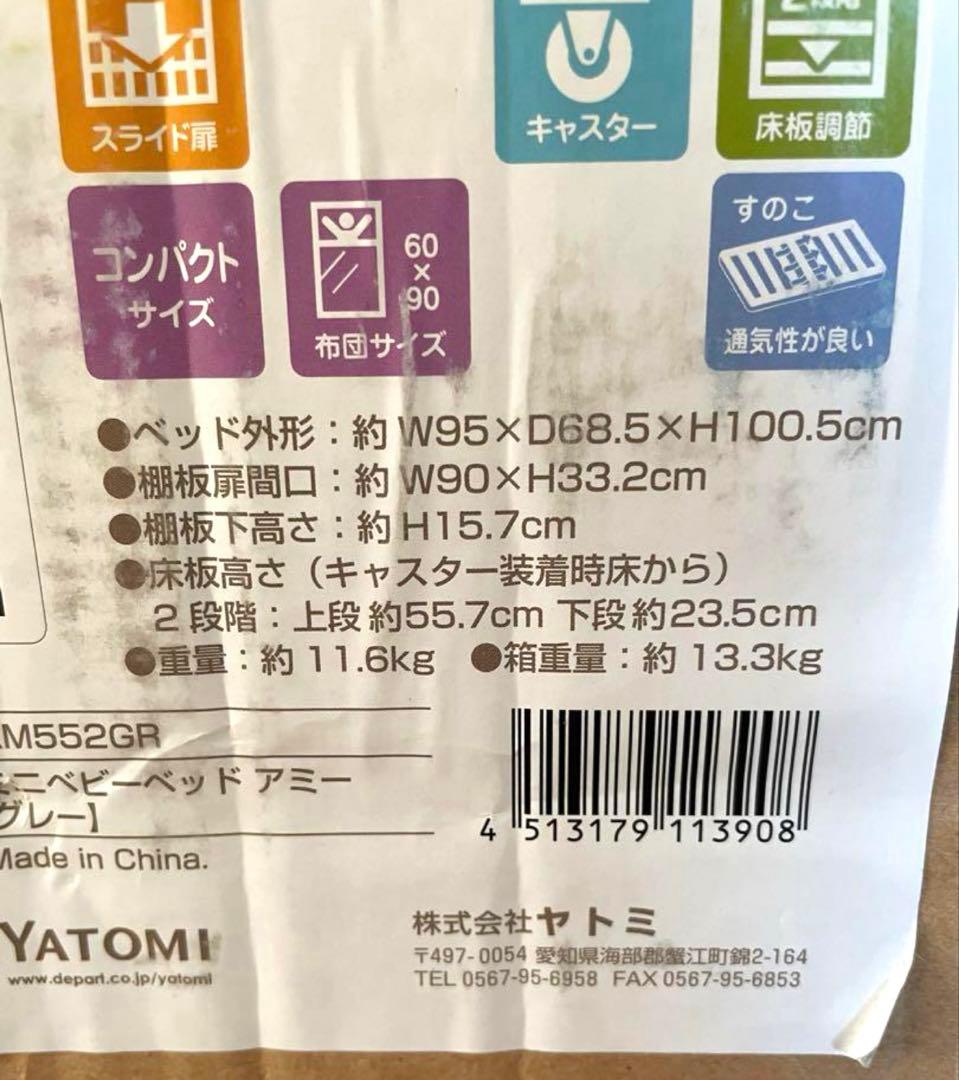 スライド扉
キャスター
床板調節
コンパクト
サイズ
60
×
90
布団サイズ
すのこ
通気性が良い
●ベッド外形：約 W95×D68.5×H100.5cm
●棚板扉間口：約 W90×H33.2cm
●棚板下高さ：約 H15.7cm
●床板高さ（キャスター装着時床から）
2 段階：上段 約55.7cm 下段 約23.5cm
●重量：約 11.6kg ●箱重量：約 13.3kg
M552GR
ミニベビーベッド アミー
グレー】
Made in China.
4 513179 113908
YATOMI
www.depart.co.jp/yatomi
株式会社ヤトミ
〒497-0054 愛知県海部郡蟹江町錦2-164
TEL 0567-95-6958 FAX 0567-95-6853